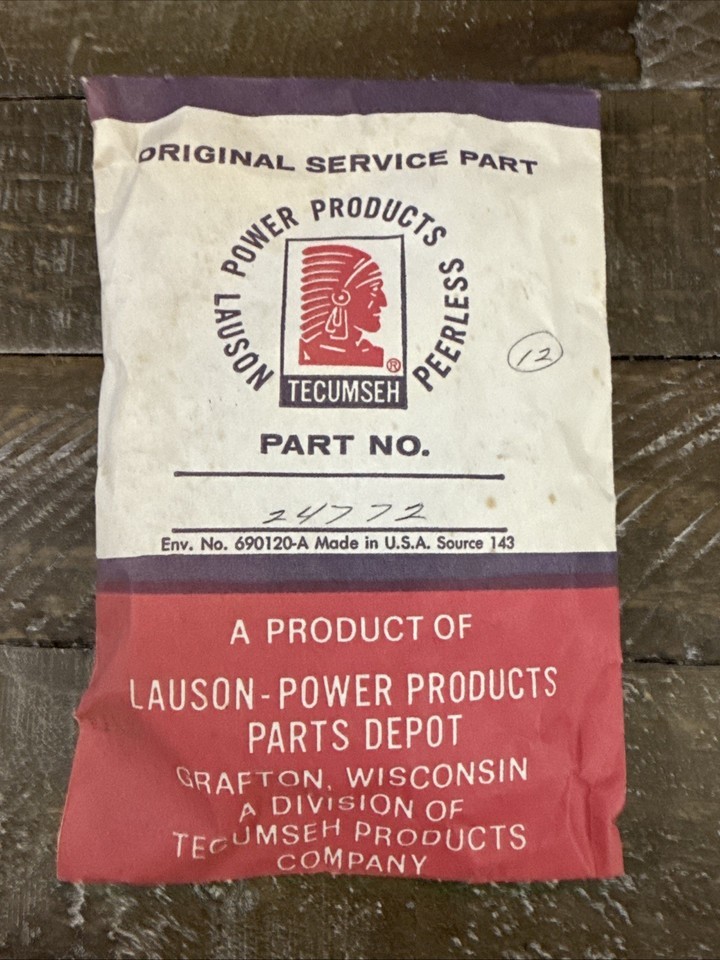 ORIGINAL SERVICE PART
LAUSON POWER PRODUCTS PEERLESS
®
TECUMSEH
12
PART NO.
24772
Env. No. 690120-A Made in U.S.A. Source 143
A PRODUCT OF
LAUSON-POWER PRODUCTS
PARTS DEPOT
GRAFTON, WISCONSIN
A DIVISION OF
TECUMSEH PRODUCTS
COMPANY